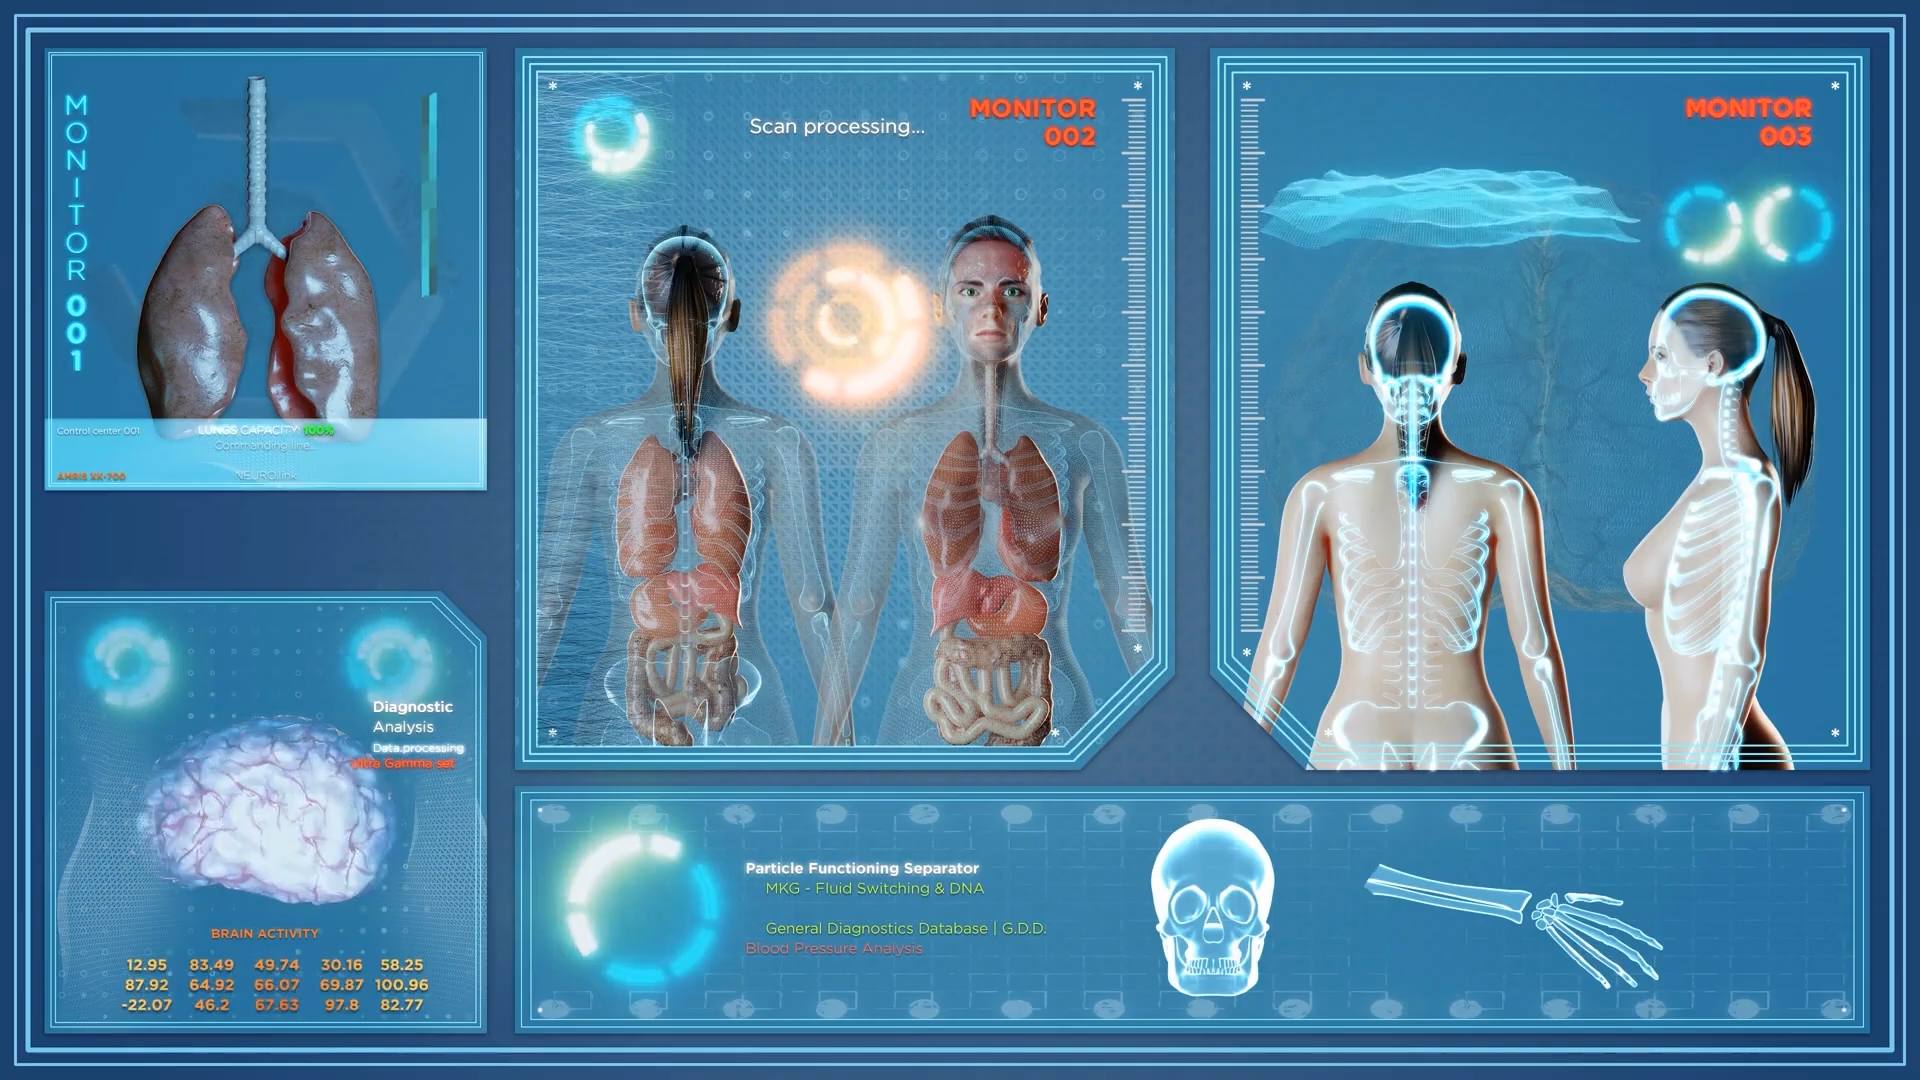 MONITOR 001
Control center 001
LUNGS CAPACITY: 100%
Commanding line...
AMRIS XX-700
NEURO.link
Scan processing...
MONITOR
002
MONITOR
003
Diagnostic
Analysis
Data.processing
Ultra Gamma set
BRAIN ACTIVITY
12.95 83.49 49.74 30.16 58.25
87.92 64.92 66.07 69.87 100.96
-22.07 46.2 67.63 97.8 82.77
Particle Functioning Separator
MKG - Fluid Switching & DNA
General Diagnostics Database | G.D.D.
Blood Pressure Analysis